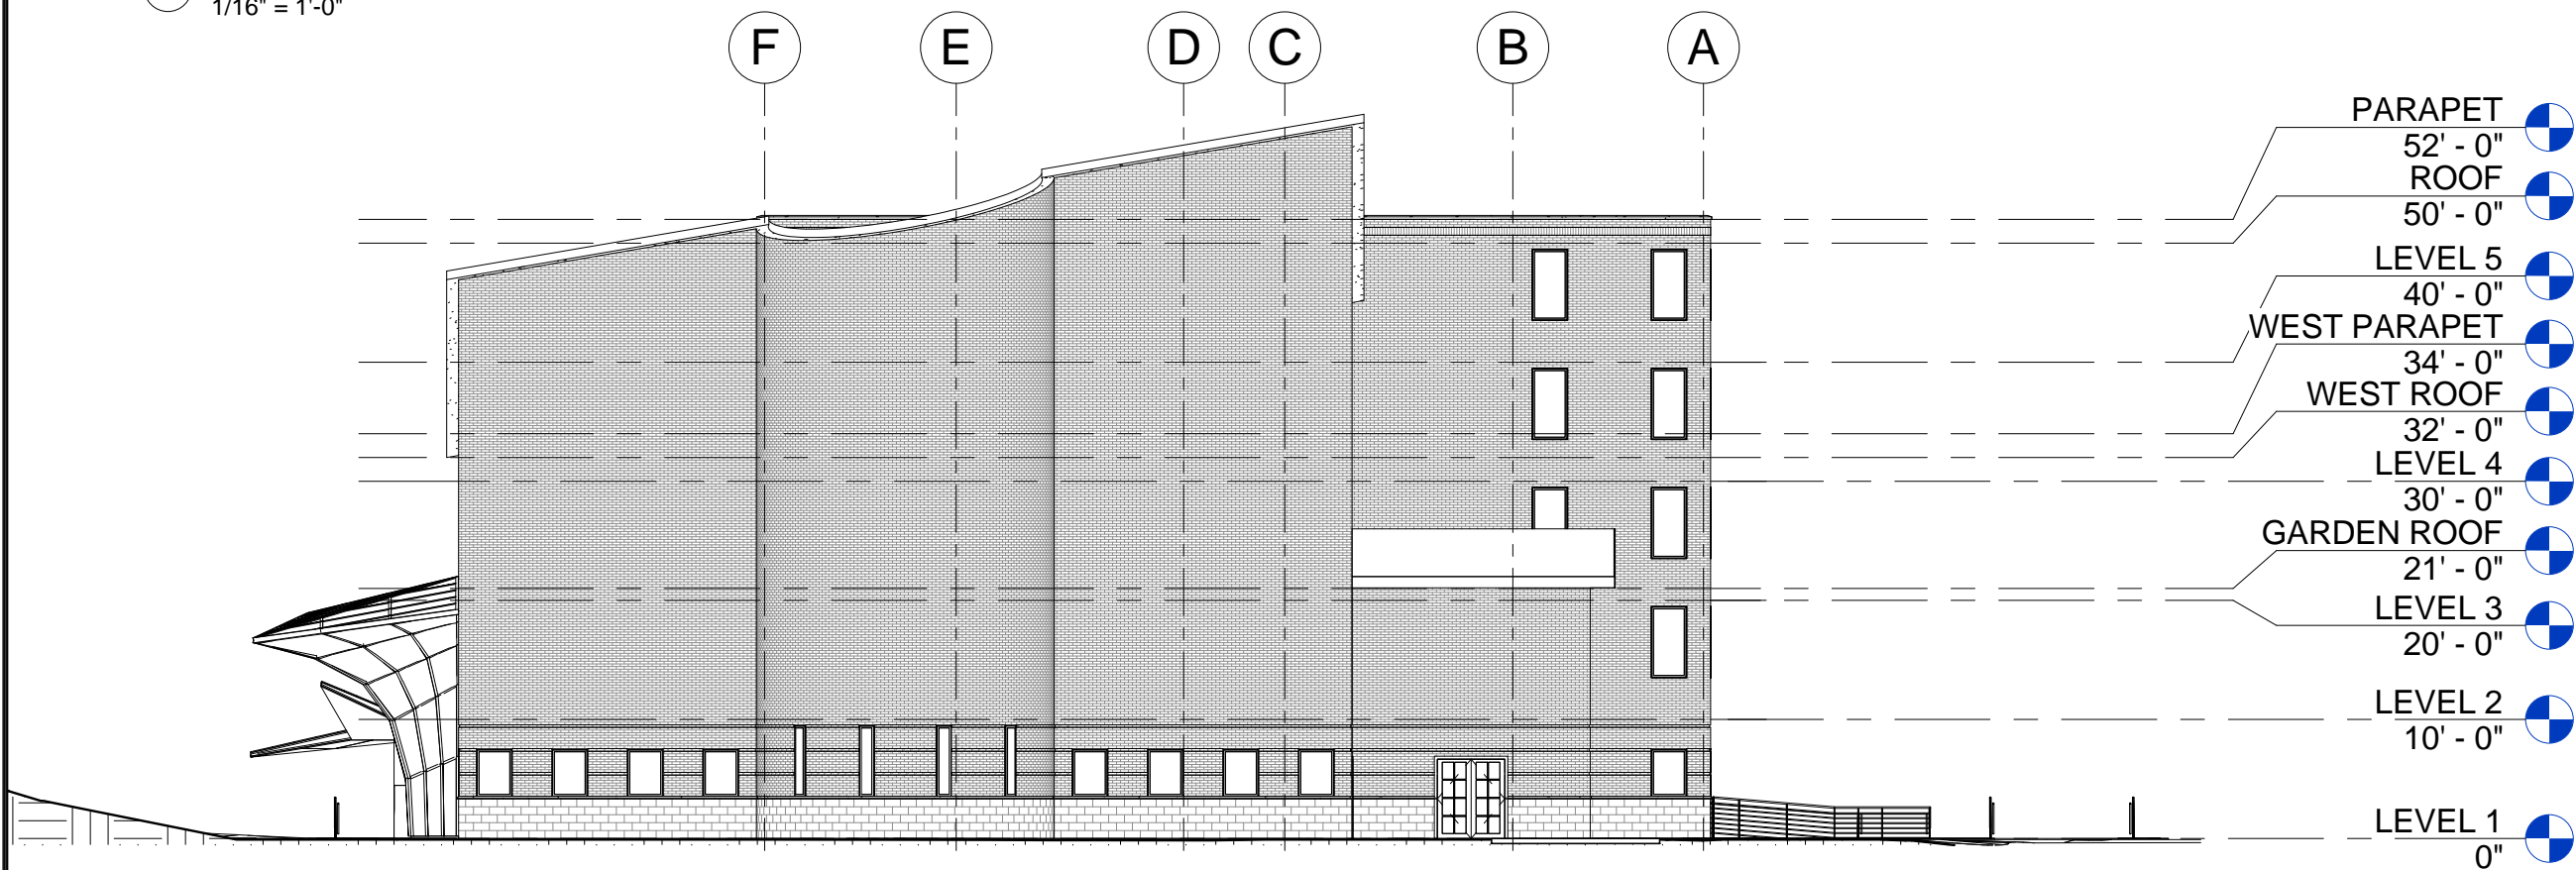 1/16" = 1'-0"
F E D C B A
PARAPET
52' - 0"
ROOF
50' - 0"
LEVEL 5
40' - 0"
WEST PARAPET
34' - 0"
WEST ROOF
32' - 0"
LEVEL 4
30' - 0"
GARDEN ROOF
21' - 0"
LEVEL 3
20' - 0"
LEVEL 2
10' - 0"
LEVEL 1
0"